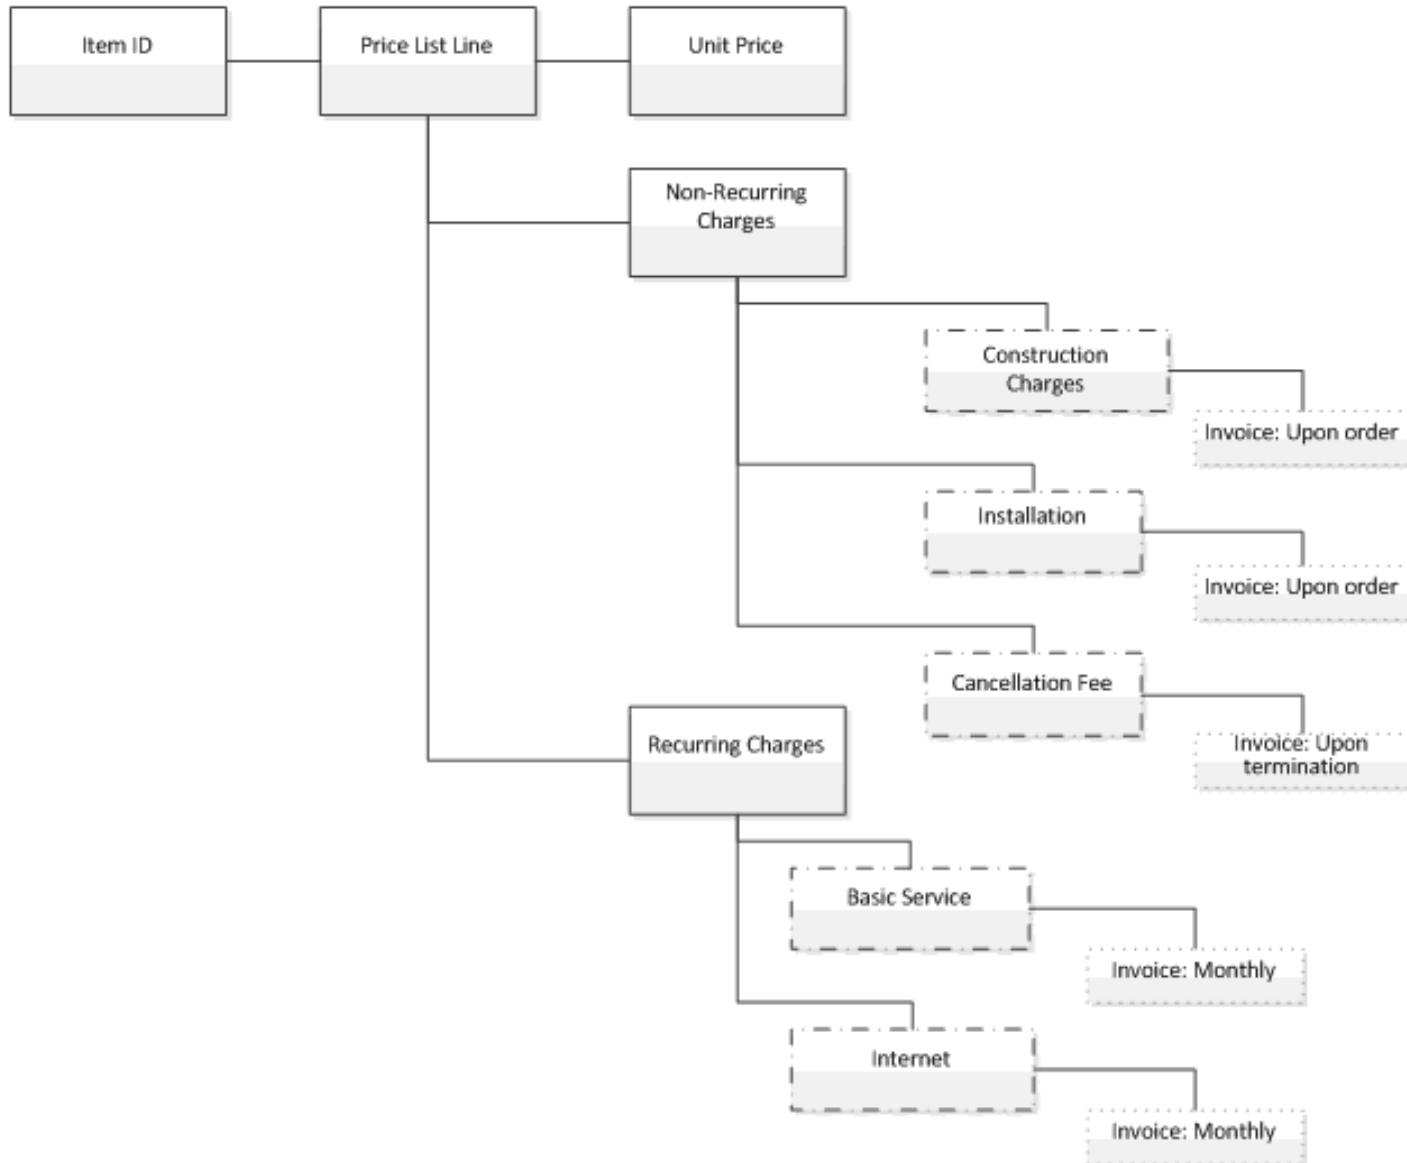 Item ID
Price List Line
Unit Price
Non-Recurring
Charges
Construction
Charges
Invoice: Upon order
Installation
Invoice: Upon order
Cancellation Fee
Invoice: Upon
termination
Recurring Charges
Basic Service
Invoice: Monthly
Internet
Invoice: Monthly